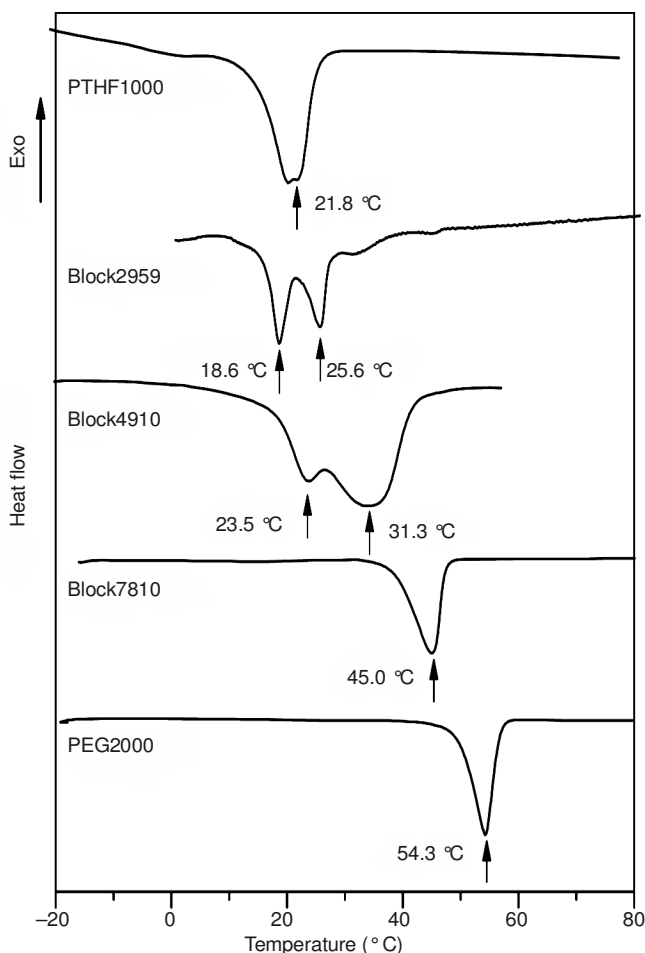 PTHF1000
Exo
21.8 °C
Block2959
18.6 °C
25.6 °C
Block4910
Heat flow
23.5 °C
31.3 °C
Block7810
45.0 °C
PEG2000
54.3 °C
–20 0 20 40 60 80
Temperature (° C)